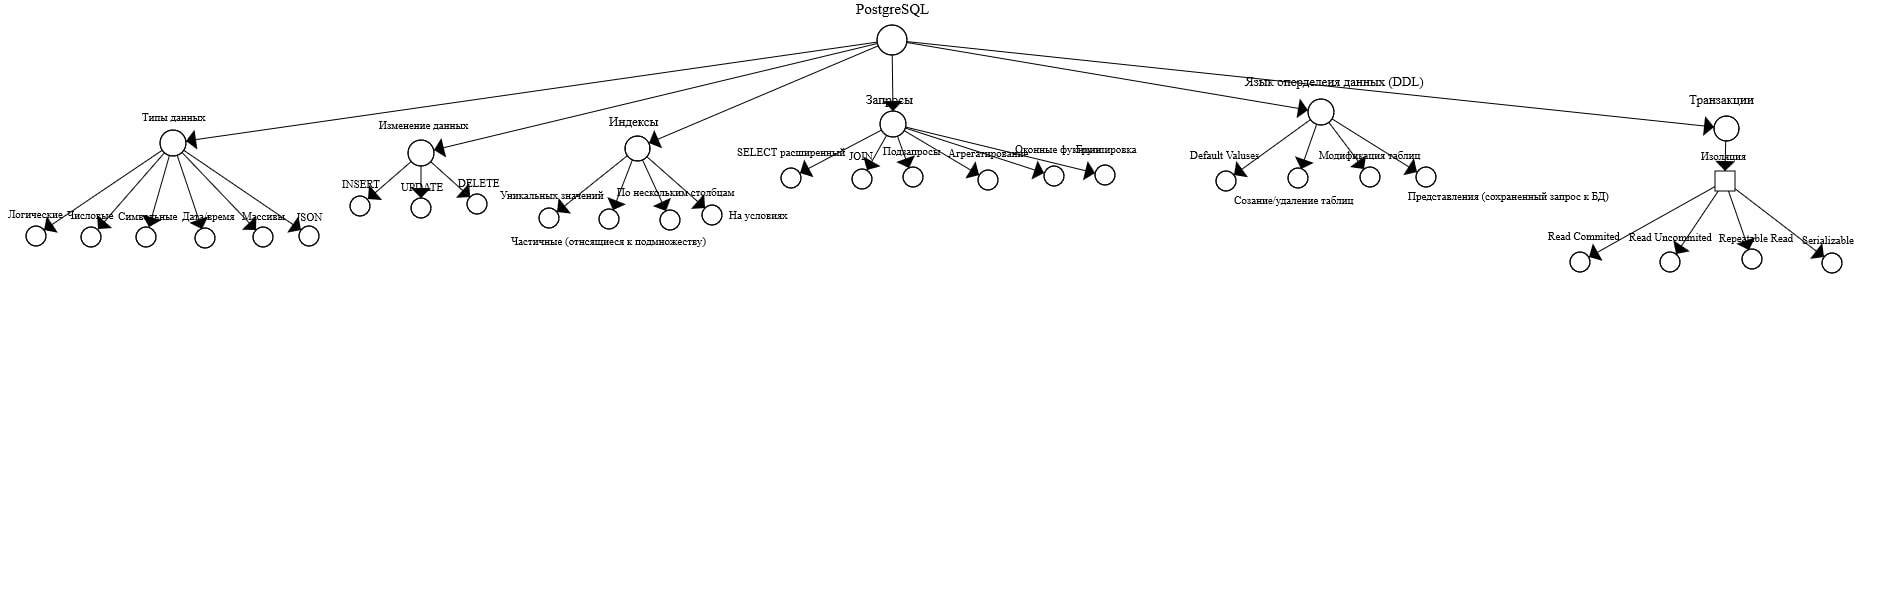 PostgreSQL
Типы данных
Логические
Числовые
Символьные
Дата/время
Массивы
JSON
Изменение данных
INSERT
UPDATE
DELETE
Индексы
Уникальных значений
Частичные (отнсящиеся к подмножеству)
По нескольким столбцам
На условиях
Запросы
SELECT расширенный
JOIN
Подзапросы
Агрегатирование
Оконные функции
Группировка
Язык оперделеия данных (DDL)
Default Valuses
Созание/удаление таблиц
Модификация таблиц
Представления (сохраненный запрос к БД)
Транзакции
Изоляция
Read Commited
Read Uncommited
Repeatable Read
Serializable